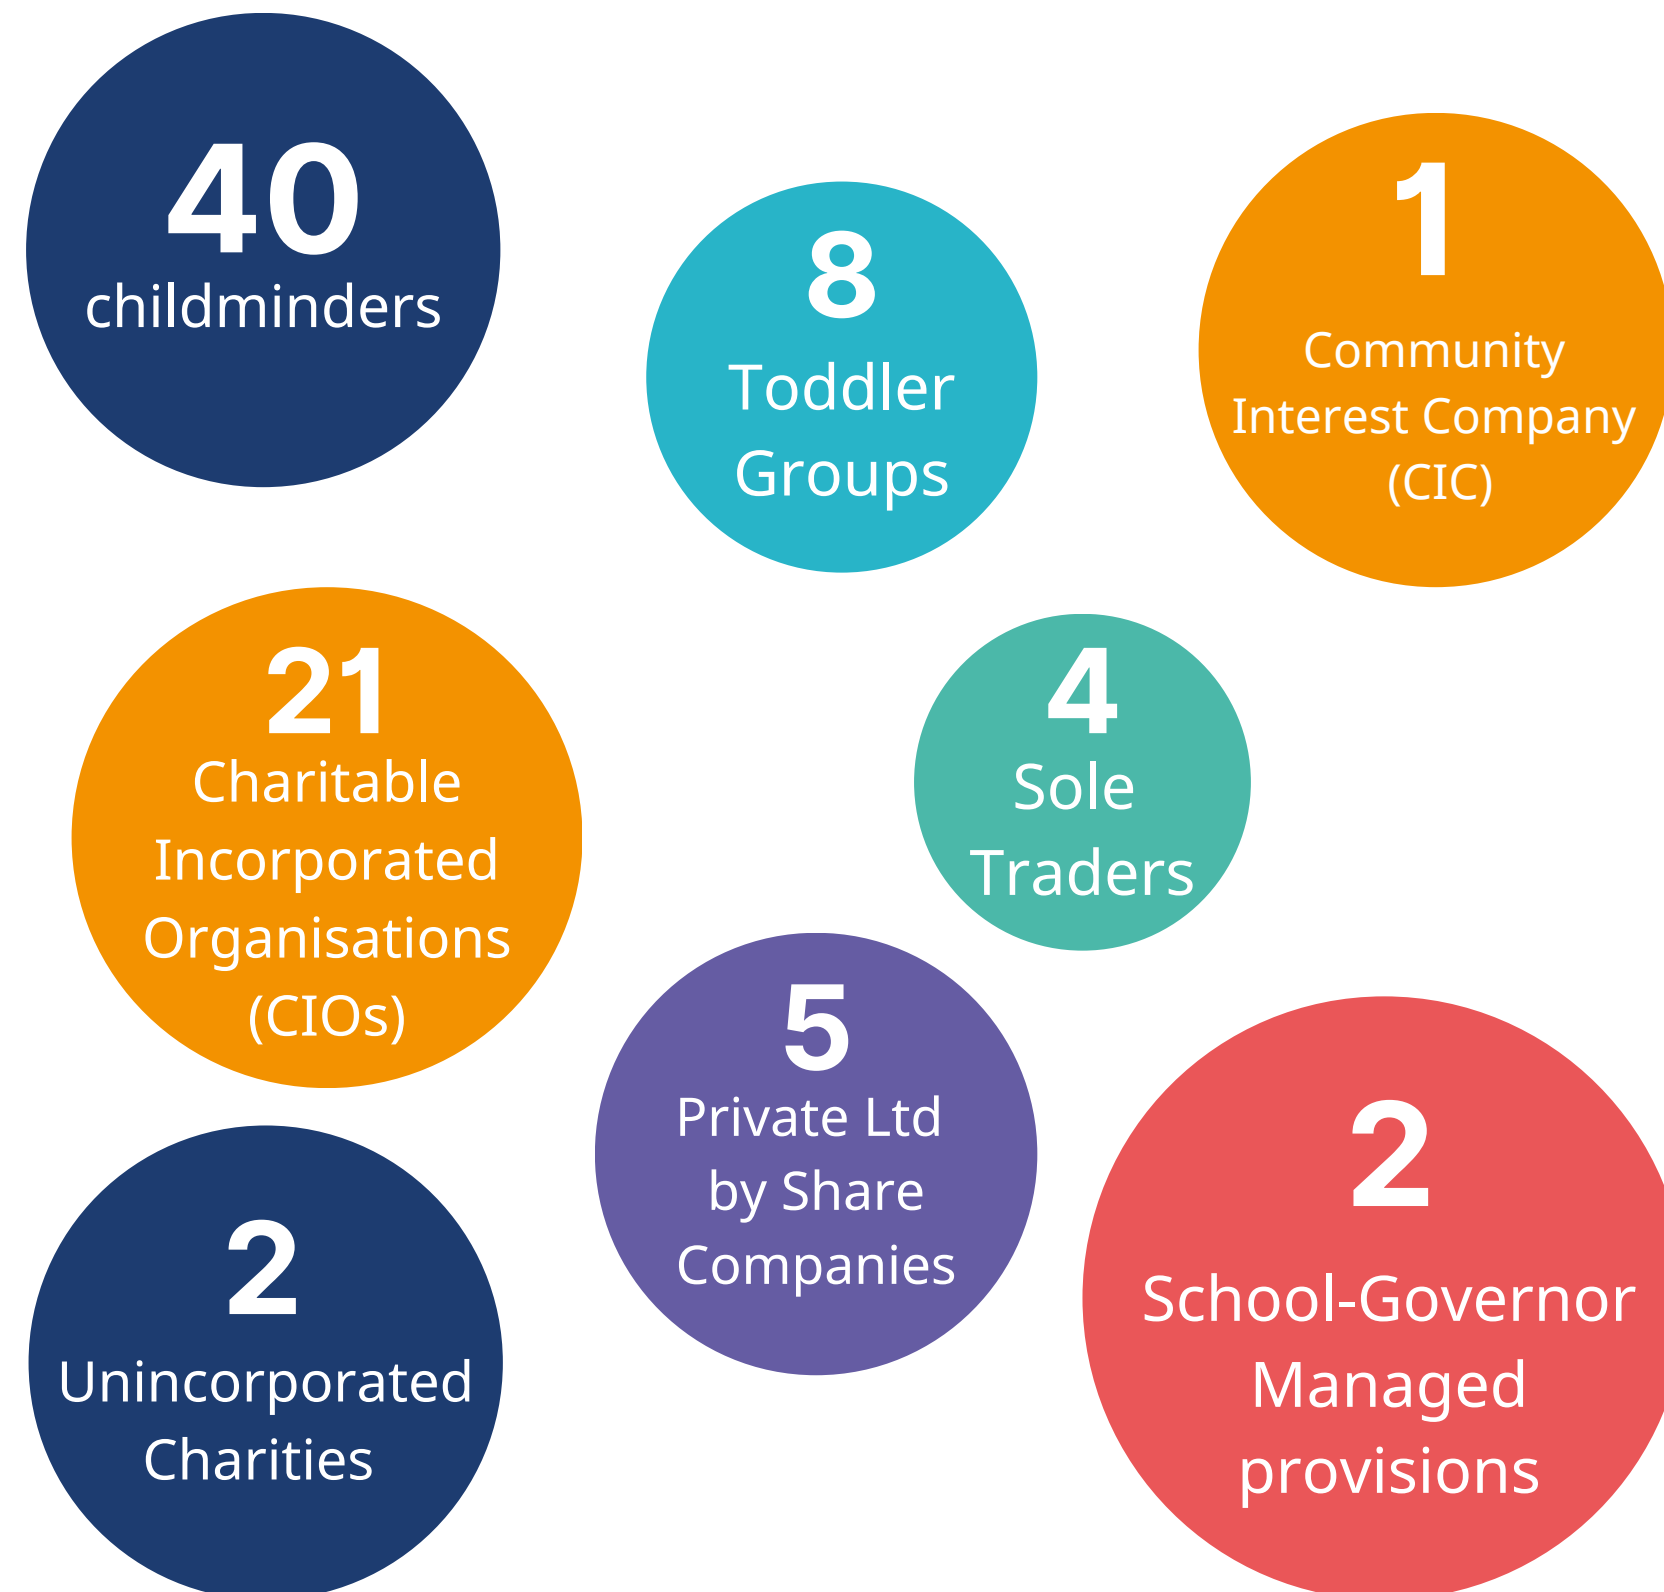 40
childminders
8
Toddler
Groups
1
Community
Interest Company
(CIC)
21
Charitable
Incorporated
Organisations
(CIOs)
4
Sole
Traders
5
Private Ltd
by Share
Companies
2
Unincorporated
Charities
2
School-Governor
Managed
provisions